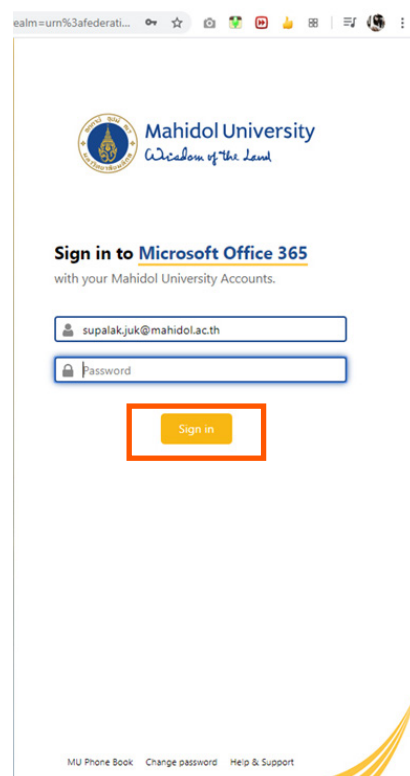 ealm=urn%3afederati...
Mahidol University
Wisdom of the Land
Sign in to Microsoft Office 365
with your Mahidol University Accounts.
supalak.juk@mahidol.ac.th
Password
Sign in
MU Phone Book Change password Help & Support